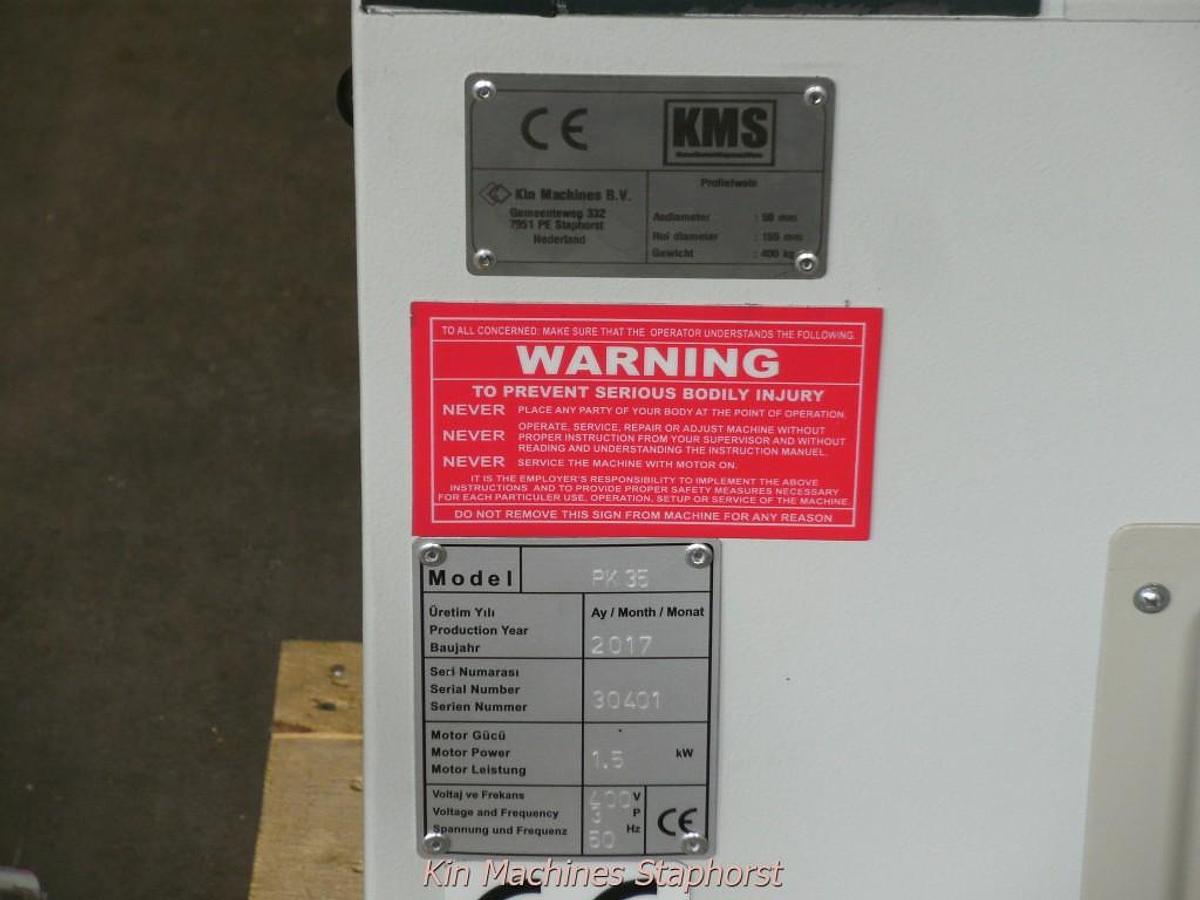 CE
KMS
Kin Machines B.V.
Gemeenteweg 332
7951 PE Staphorst
Nederland
Profielwals
Asdiameter : 50 mm
Rol diameter : 155 mm
Gewicht : 400 kg
TO ALL CONCERNED: MAKE SURE THAT THE OPERATOR UNDERSTANDS THE FOLLOWING.
WARNING
TO PREVENT SERIOUS BODILY INJURY
NEVER PLACE ANY PARTY OF YOUR BODY AT THE POINT OF OPERATION.
NEVER OPERATE, SERVICE, REPAIR OR ADJUST MACHINE WITHOUT
PROPER INSTRUCTION FROM YOUR SUPERVISOR AND WITHOUT
READING AND UNDERSTANDING THE INSTRUCTION MANUEL.
NEVER SERVICE THE MACHINE WITH MOTOR ON.
IT IS THE EMPLOYER'S RESPONSIBILITY TO IMPLEMENT THE ABOVE
INSTRUCTIONS AND TO PROVIDE PROPER SAFETY MEASURES NECESSARY
FOR EACH PARTICULER USE, OPERATION, SETUP OR SERVICE OF THE MACHINE.
DO NOT REMOVE THIS SIGN FROM MACHINE FOR ANY REASON
Model PK 35
Üretim Yılı Ay / Month / Monat
Production Year
Baujahr 2017
Seri Numarası
Serial Number 30401
Serien Nummer
Motor Gücü
Motor Power 1.5 kW
Motor Leistung
Voltaj ve Frekans 400 V
Voltage and Frequency 3 P
Spannung und Frequenz 50 Hz
CE
Kin Machines Staphorst